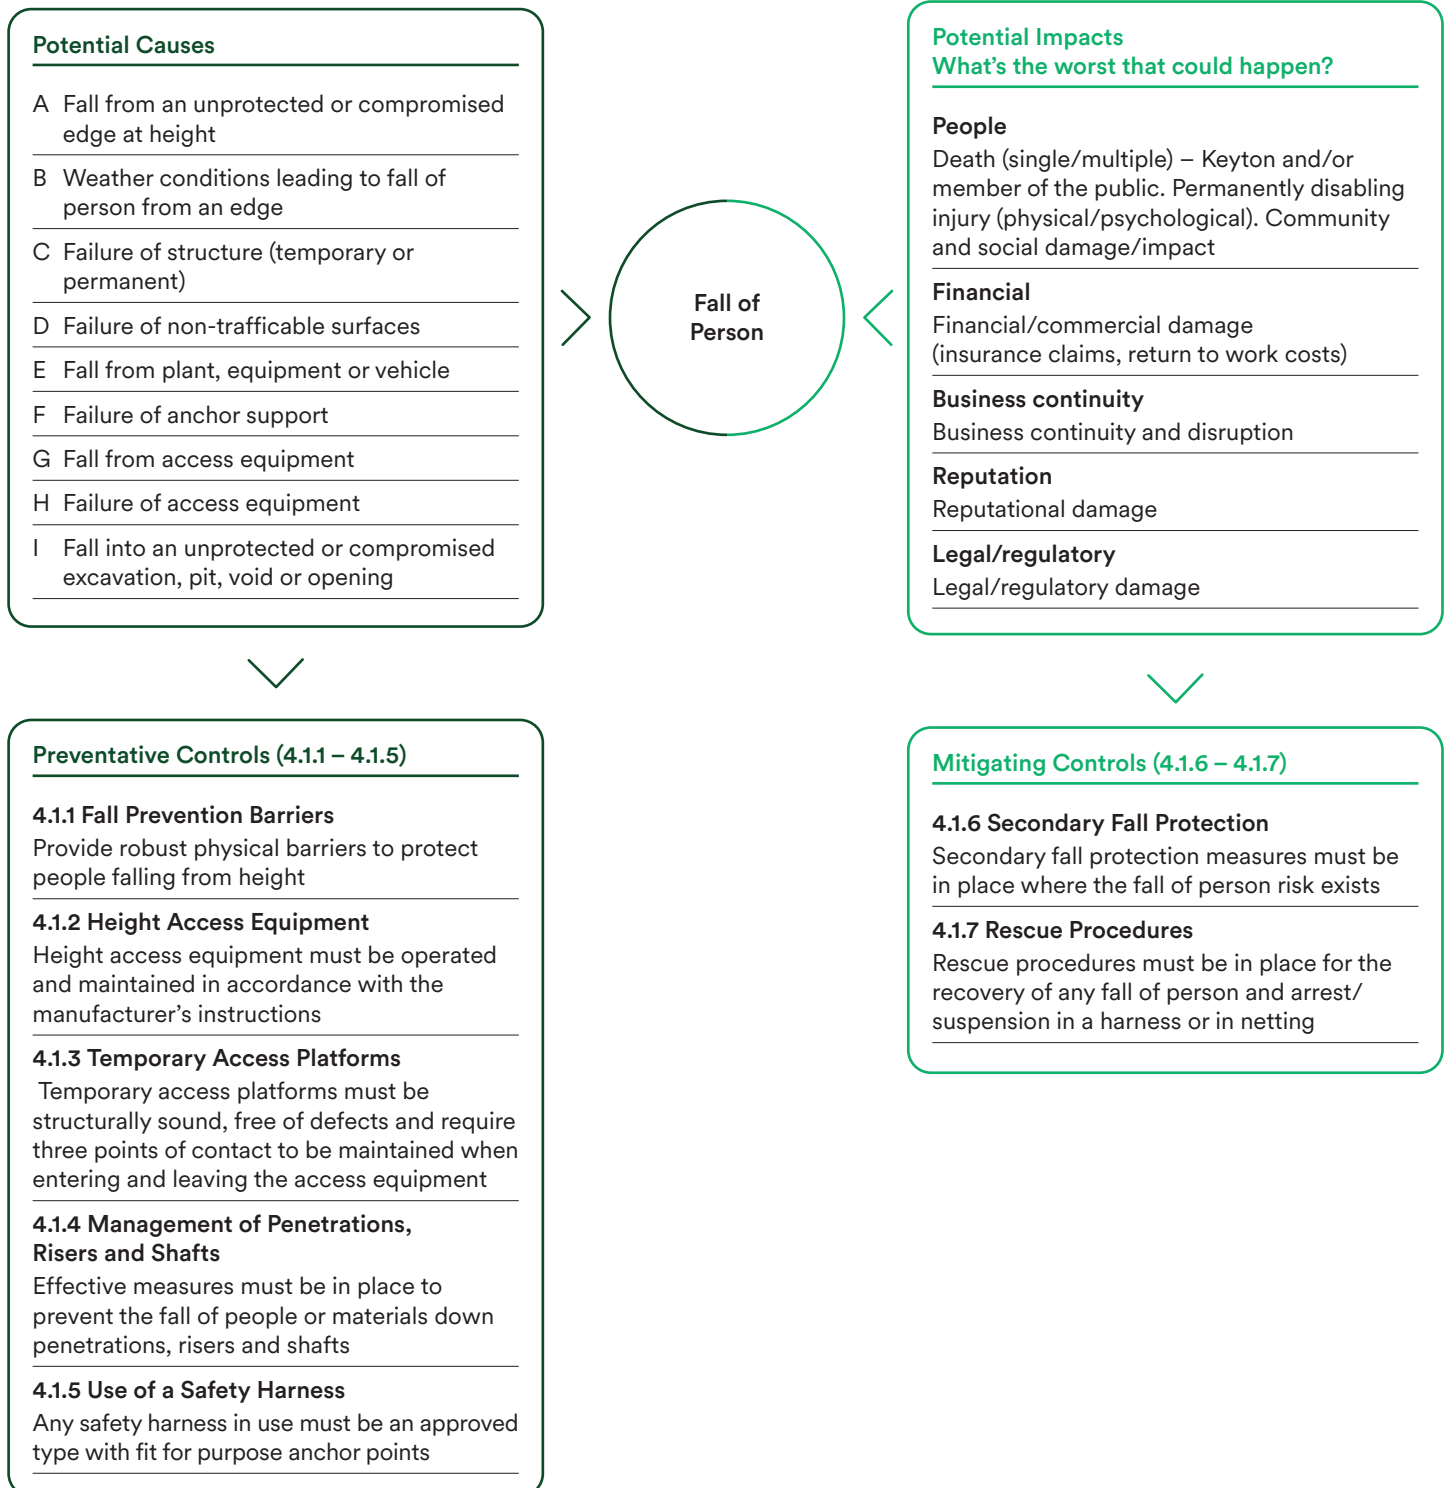 Potential Causes
A Fall from an unprotected or compromised
edge at height
B Weather conditions leading to fall of
person from an edge
C Failure of structure (temporary or
permanent)
D Failure of non-trafficable surfaces
E Fall from plant, equipment or vehicle
F Failure of anchor support
G Fall from access equipment
H Failure of access equipment
I Fall into an unprotected or compromised
excavation, pit, void or opening
Fall of
Person
Potential Impacts
What’s the worst that could happen?
People
Death (single/multiple) – Keyton and/or
member of the public. Permanently disabling
injury (physical/psychological). Community
and social damage/impact
Financial
Financial/commercial damage
(insurance claims, return to work costs)
Business continuity
Business continuity and disruption
Reputation
Reputational damage
Legal/regulatory
Legal/regulatory damage
Preventative Controls (4.1.1 – 4.1.5)
4.1.1 Fall Prevention Barriers
Provide robust physical barriers to protect
people falling from height
4.1.2 Height Access Equipment
Height access equipment must be operated
and maintained in accordance with the
manufacturer’s instructions
4.1.3 Temporary Access Platforms
Temporary access platforms must be
structurally sound, free of defects and require
three points of contact to be maintained when
entering and leaving the access equipment
4.1.4 Management of Penetrations,
Risers and Shafts
Effective measures must be in place to
prevent the fall of people or materials down
penetrations, risers and shafts
4.1.5 Use of a Safety Harness
Any safety harness in use must be an approved
type with fit for purpose anchor points
Mitigating Controls (4.1.6 – 4.1.7)
4.1.6 Secondary Fall Protection
Secondary fall protection measures must be
in place where the fall of person risk exists
4.1.7 Rescue Procedures
Rescue procedures must be in place for the
recovery of any fall of person and arrest/
suspension in a harness or in netting